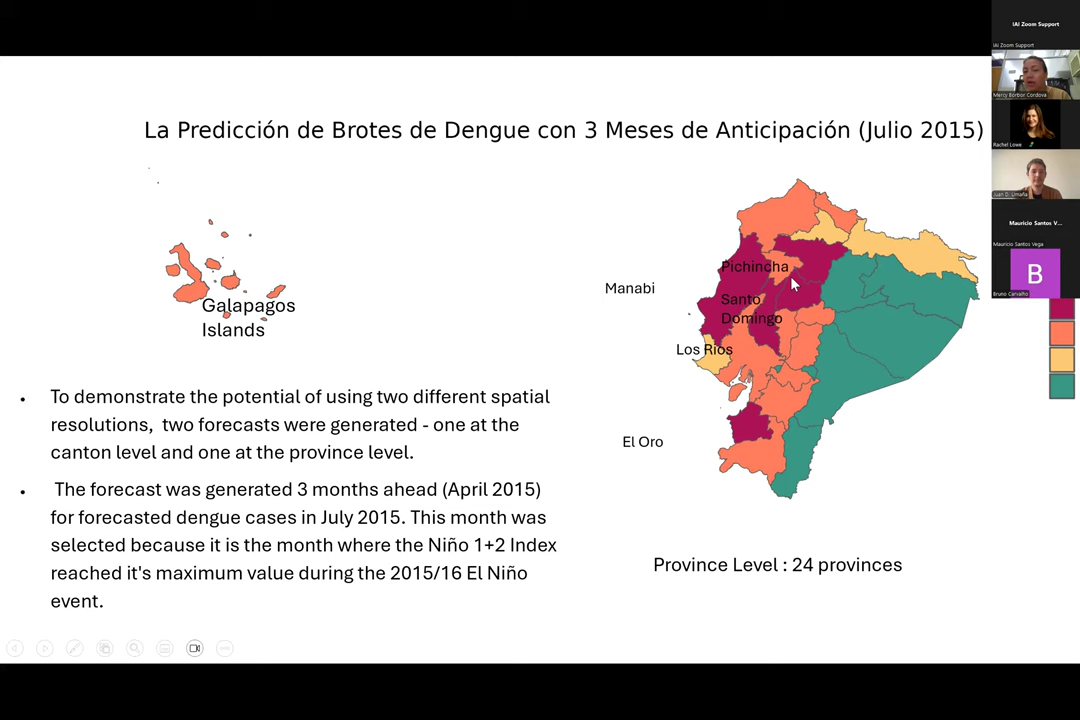 La Predicción de Brotes de Dengue con 3 Meses de Anticipación (Julio 2015)
Galapagos
Islands
Manabi
Pichincha
Santo
Domingo
Los Rios
El Oro
• To demonstrate the potential of using two different spatial
resolutions, two forecasts were generated - one at the
canton level and one at the province level.
• The forecast was generated 3 months ahead (April 2015)
for forecasted dengue cases in July 2015. This month was
selected because it is the month where the Niño 1+2 Index
reached it's maximum value during the 2015/16 El Niño
event.
Province Level : 24 provinces
IAI Zoom Support
IAI Zoom Support
Mercy Borbor Cordova
Rachel Lowe
Mauricio Santos V...
Mauricio Santos Vega
B
Bruno Carvalho